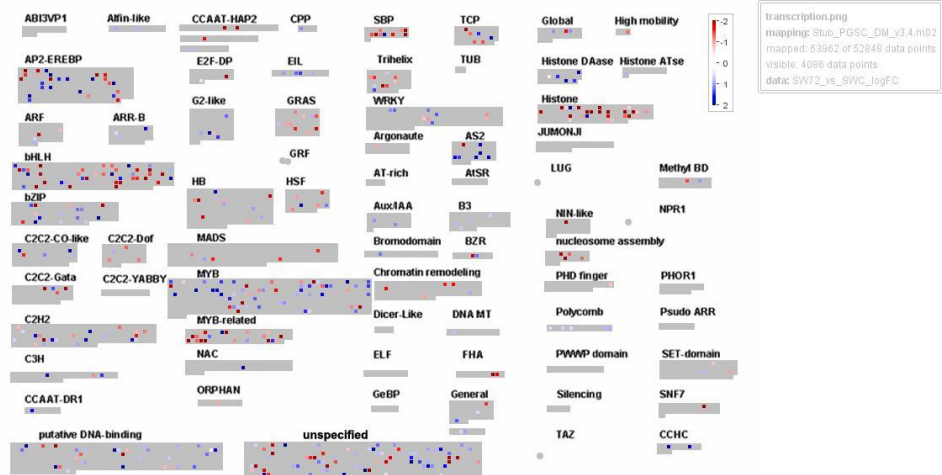 ABI3VP1
Alfin-like
CCAAT-HAP2
CPP
SBP
TCP
Global
High mobility
AP2-EREBP
E2F-DP
EIL
Trihelix
TUB
Histone DAase
Histone ATse
ARF
ARR-B
G2-like
GRAS
WRKY
Histone
Argonaute
AS2
JUMONJI
bHLH
GRF
AT-rich
AtSR
LUG
Methyl BD
HB
HSF
bZIP
Aux/IAA
B3
NIN-like
NPR1
C2C2-CO-like
C2C2-Dof
MADS
Bromodomain
BZR
nucleosome assembly
C2C2-Gata
C2C2-YABBY
MYB
Chromatin remodeling
PHD finger
PHOR1
C2H2
MYB-related
Dicer-Like
DNA MT
Polycomb
Psudo ARR
C3H
NAC
ELF
FHA
PWWP domain
SET-domain
CCAAT-DR1
ORPHAN
GeBP
General
Silencing
SNF7
putative DNA-binding
unspecified
TAZ
CCHC
-2
-1
0
1
2
transcription.png
mapping: Stub_PGSC_DM_v3.4.m02
mapped: 53962 of 52848 data points
visible: 4086 data points
data: SW72_vs_SWC_logFC